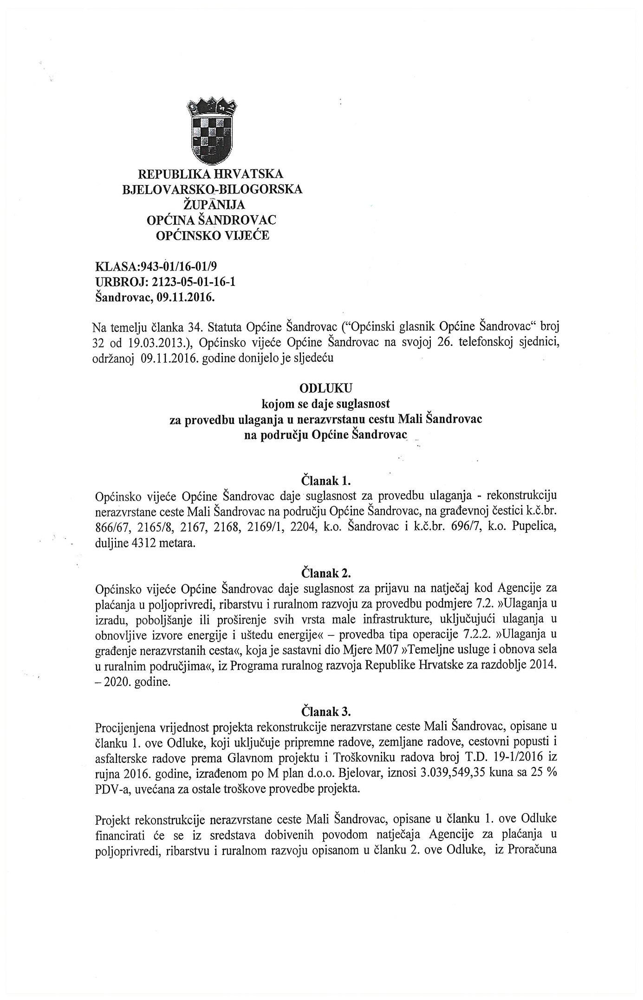 REPUBLIKA HRVATSKA
BJELOVARSKO-BILOGORSKA
ŽUPANIJA
OPĆINA ŠANDROVAC
OPĆINSKO VIJEĆE
KLASA:943-01/16-01/9
URBROJ: 2123-05-01-16-1
Šandrovac, 09.11.2016.
Na temelju članka 34. Statuta Općine Šandrovac (“Općinski glasnik Općine Šandrovac“ broj
32 od 19.03.2013.), Općinsko vijeće Općine Šandrovac na svojoj 26. telefonskoj sjednici,
održanoj 09.11.2016. godine donijelo je sljedeću
ODLUKU
kojom se daje suglasnost
za provedbu ulaganja u nerazvrstanu cestu Mali Šandrovac
na području Općine Šandrovac
Članak 1.
Općinsko vijeće Općine Šandrovac daje suglasnost za provedbu ulaganja - rekonstrukciju
nerazvrstane ceste Mali Šandrovac na području Općine Šandrovac, na građevnoj čestici k.č.br.
866/67, 2165/8, 2167, 2168, 2169/1, 2204, k.o. Šandrovac i k.č.br. 696/7, k.o. Pupelica,
duljine 4312 metara.
Članak 2.
Općinsko vijeće Općine Šandrovac daje suglasnost za prijavu na natječaj kod Agencije za
plaćanja u poljoprivredi, ribarstvu i ruralnom razvoju za provedbu podmjere 7.2. »Ulaganja u
izradu, poboljšanje ili proširenje svih vrsta male infrastrukture, uključujući ulaganja u
obnovljive izvore energije i uštedu energije« – provedba tipa operacije 7.2.2. »Ulaganja u
građenje nerazvrstanih cesta«, koja je sastavni dio Mjere M07 »Temeljne usluge i obnova sela
u ruralnim područjima«, iz Programa ruralnog razvoja Republike Hrvatske za razdoblje 2014.
– 2020. godine.
Članak 3.
Procijenjena vrijednost projekta rekonstrukcije nerazvrstane ceste Mali Šandrovac, opisane u
članku 1. ove Odluke, koji uključuje pripremne radove, zemljane radove, cestovni popusti i
asfalterske radove prema Glavnom projektu i Troškovniku radova broj T.D. 19-1/2016 iz
rujna 2016. godine, izrađenom po M plan d.o.o. Bjelovar, iznosi 3.039,549,35 kuna sa 25 %
PDV-a, uvećana za ostale troškove provedbe projekta.
Projekt rekonstrukcije nerazvrstane ceste Mali Šandrovac, opisane u članku 1. ove Odluke
financirati će se iz sredstava dobivenih povodom natječaja Agencije za plaćanja u
poljoprivredi, ribarstvu i ruralnom razvoju opisanom u članku 2. ove Odluke, iz Proračuna